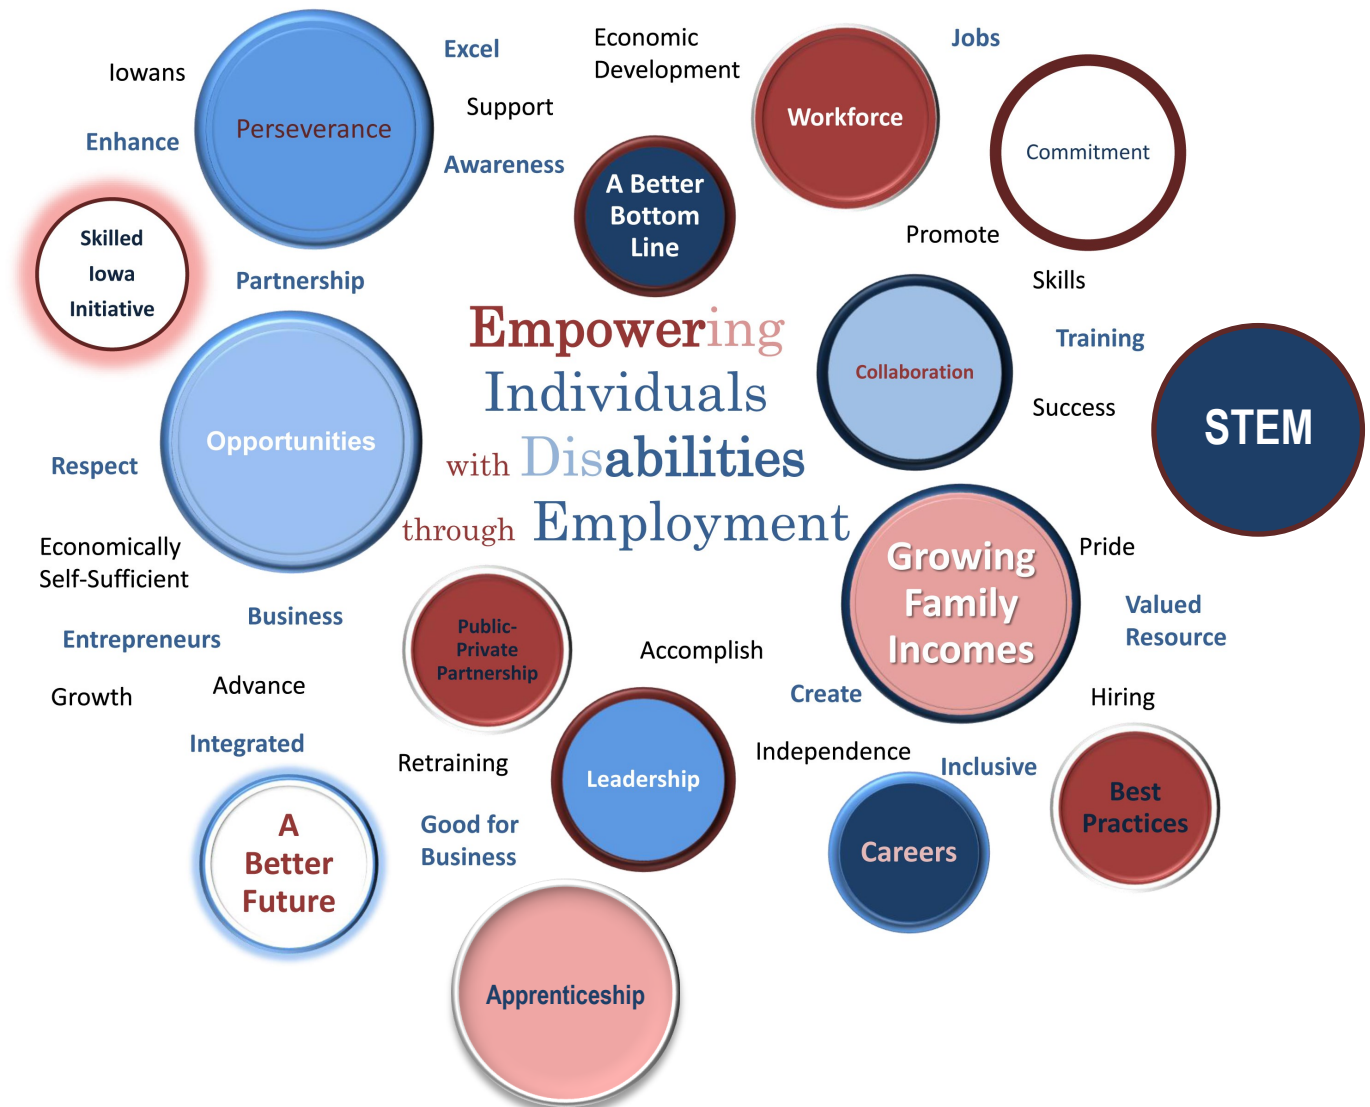 Iowans
Enhance
Perseverance
Excel
Support
Awareness
Economic
Development
Workforce
Jobs
Commitment
A Better
Bottom
Line
Skilled
Iowa
Initiative
Partnership
Promote
Skills
Training
Success
Collaboration
STEM
Empowering
Individuals
with Disabilities
through Employment
Opportunities
Respect
Economically
Self-Sufficient
Business
Entrepreneurs
Growth
Advance
Integrated
Public-
Private
Partnership
Accomplish
Growing
Family
Incomes
Pride
Valued
Resource
Create
Hiring
Independence
Inclusive
Retraining
Leadership
Good for
Business
A
Better
Future
Careers
Best
Practices
Apprenticeship